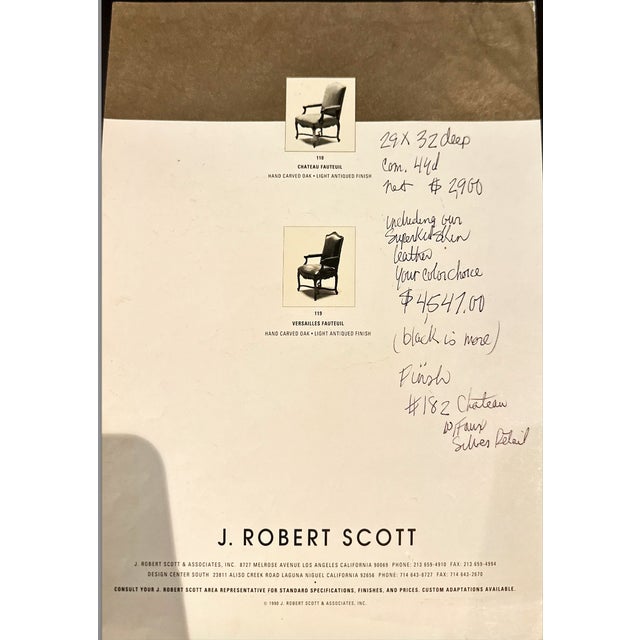 118
CHATEAU FAUTEUIL
HAND CARVED OAK • LIGHT ANTIQUED FINISH
119
VERSAILLES FAUTEUIL
HAND CARVED OAK • LIGHT ANTIQUED FINISH
29 X 32 deep
Com. 4yd
net $2900
including our
SuperKidskin
leather
Your color choice
$4,547.00
(black is more)
Finish
#182 Chateau
w/Faux
Silver Detail
J. ROBERT SCOTT
J. ROBERT SCOTT & ASSOCIATES, INC. 8727 MELROSE AVENUE LOS ANGELES CALIFORNIA 90069 PHONE: 213 659-4910 FAX: 213 659-4994
DESIGN CENTER SOUTH 23811 ALISO CREEK ROAD LAGUNA NIGUEL CALIFORNIA 92656 PHONE: 714 643-8727 FAX: 714 643-2670
CONSULT YOUR J. ROBERT SCOTT AREA REPRESENTATIVE FOR STANDARD SPECIFICATIONS, FINISHES, AND PRICES. CUSTOM ADAPTATIONS AVAILABLE.
© 1990 J. ROBERT SCOTT & ASSOCIATES, INC.